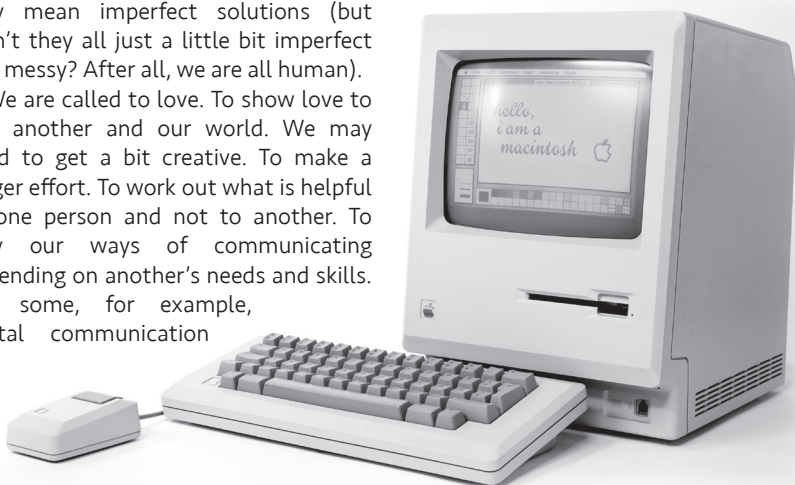 y mean imperfect solutions (but
n't they all just a little bit imperfect
messy? After all, we are all human).
We are called to love. To show love to
another and our world. We may
d to get a bit creative. To make a
ger effort. To work out what is helpful
one person and not to another. To
y our ways of communicating
ending on another's needs and skills.
some, for example,
tal communication
hello,
i am a
macintosh